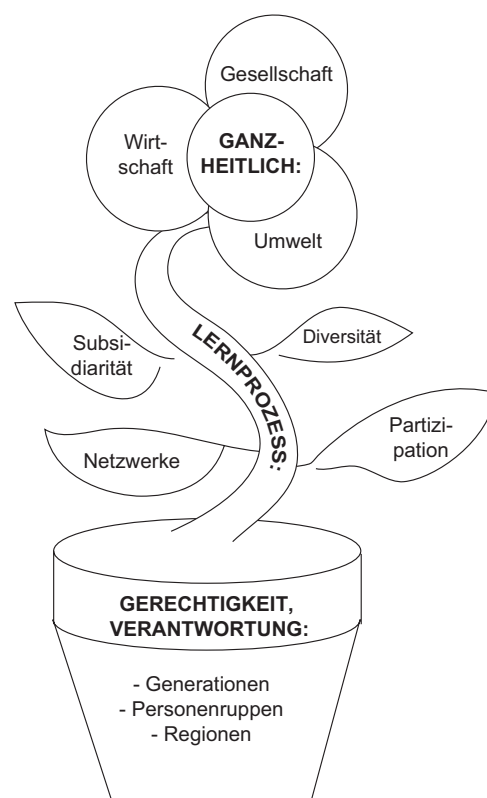 Gesellschaft
Wirt-
schaft
GANZ-
HEITLICH:
Umwelt
LERNPROZESS:
Subsi-
diarität
Diversität
Netzwerke
Partizi-
pation
GERECHTIGKEIT,
VERANTWORTUNG:
- Generationen
- Personenruppen
- Regionen